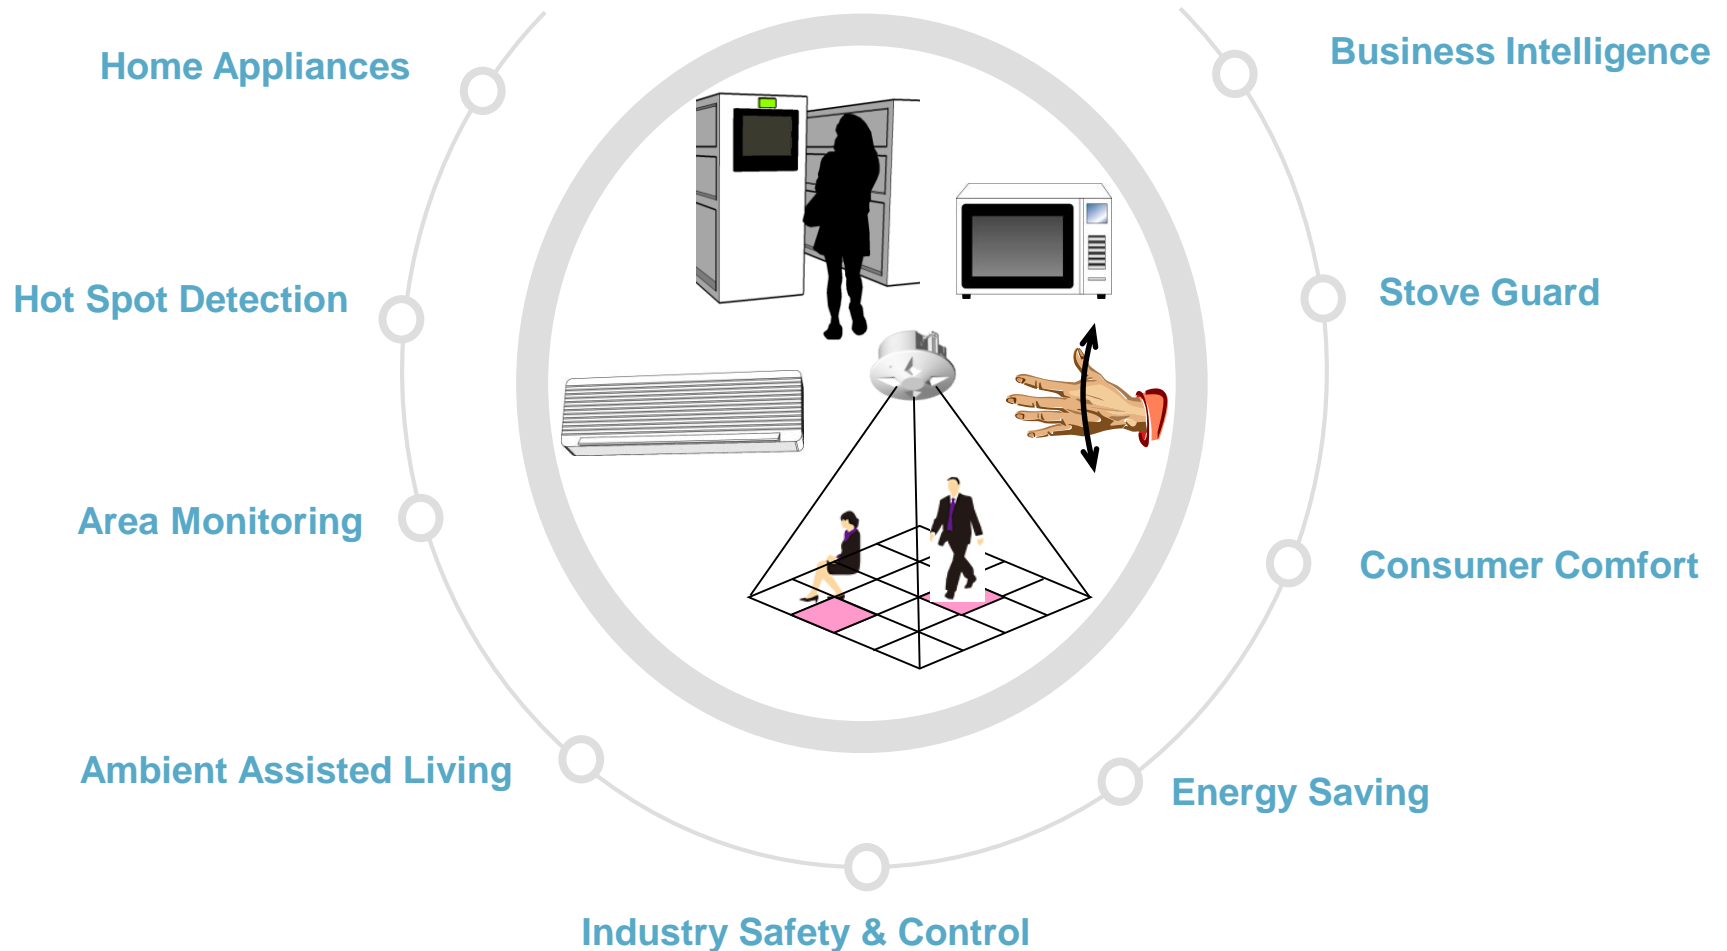 Home Appliances
Business Intelligence
Hot Spot Detection
Stove Guard
Area Monitoring
Consumer Comfort
Ambient Assisted Living
Energy Saving
Industry Safety & Control